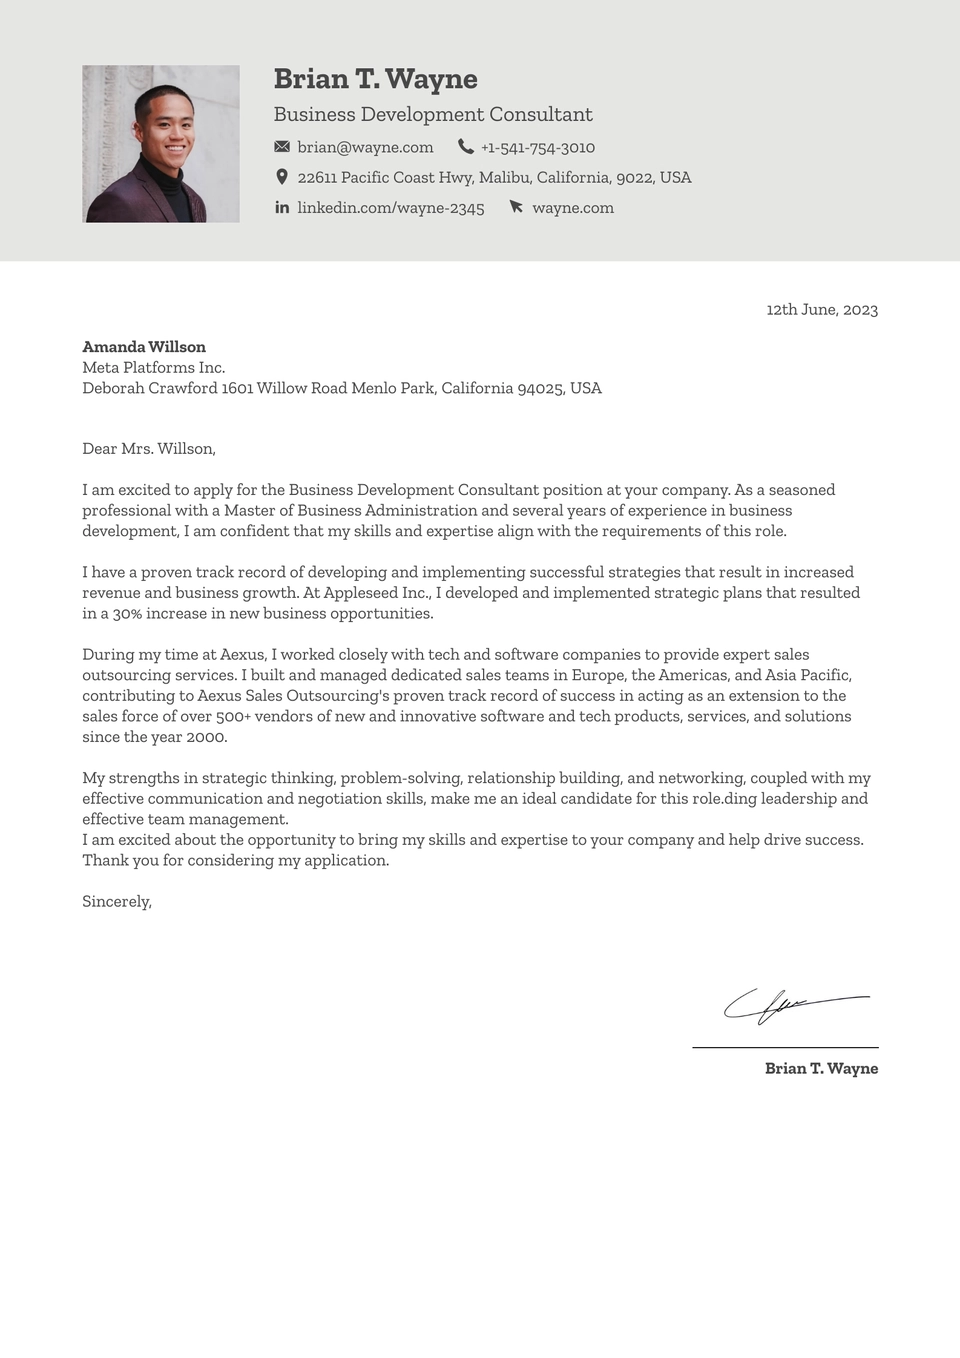 Brian T. Wayne
Business Development Consultant
brian@wayne.com +1-541-754-3010
22611 Pacific Coast Hwy, Malibu, California, 9022, USA
linkedin.com/wayne-2345 wayne.com
12th June, 2023
Amanda Willson
Meta Platforms Inc.
Deborah Crawford 1601 Willow Road Menlo Park, California 94025, USA
Dear Mrs. Willson,
I am excited to apply for the Business Development Consultant position at your company. As a seasoned
professional with a Master of Business Administration and several years of experience in business
development, I am confident that my skills and expertise align with the requirements of this role.
I have a proven track record of developing and implementing successful strategies that result in increased
revenue and business growth. At Appleseed Inc., I developed and implemented strategic plans that resulted
in a 30% increase in new business opportunities.
During my time at Aexus, I worked closely with tech and software companies to provide expert sales
outsourcing services. I built and managed dedicated sales teams in Europe, the Americas, and Asia Pacific,
contributing to Aexus Sales Outsourcing's proven track record of success in acting as an extension to the
sales force of over 500+ vendors of new and innovative software and tech products, services, and solutions
since the year 2000.
My strengths in strategic thinking, problem-solving, relationship building, and networking, coupled with my
effective communication and negotiation skills, make me an ideal candidate for this role.ding leadership and
effective team management.
I am excited about the opportunity to bring my skills and expertise to your company and help drive success.
Thank you for considering my application.
Sincerely,
Brian T. Wayne